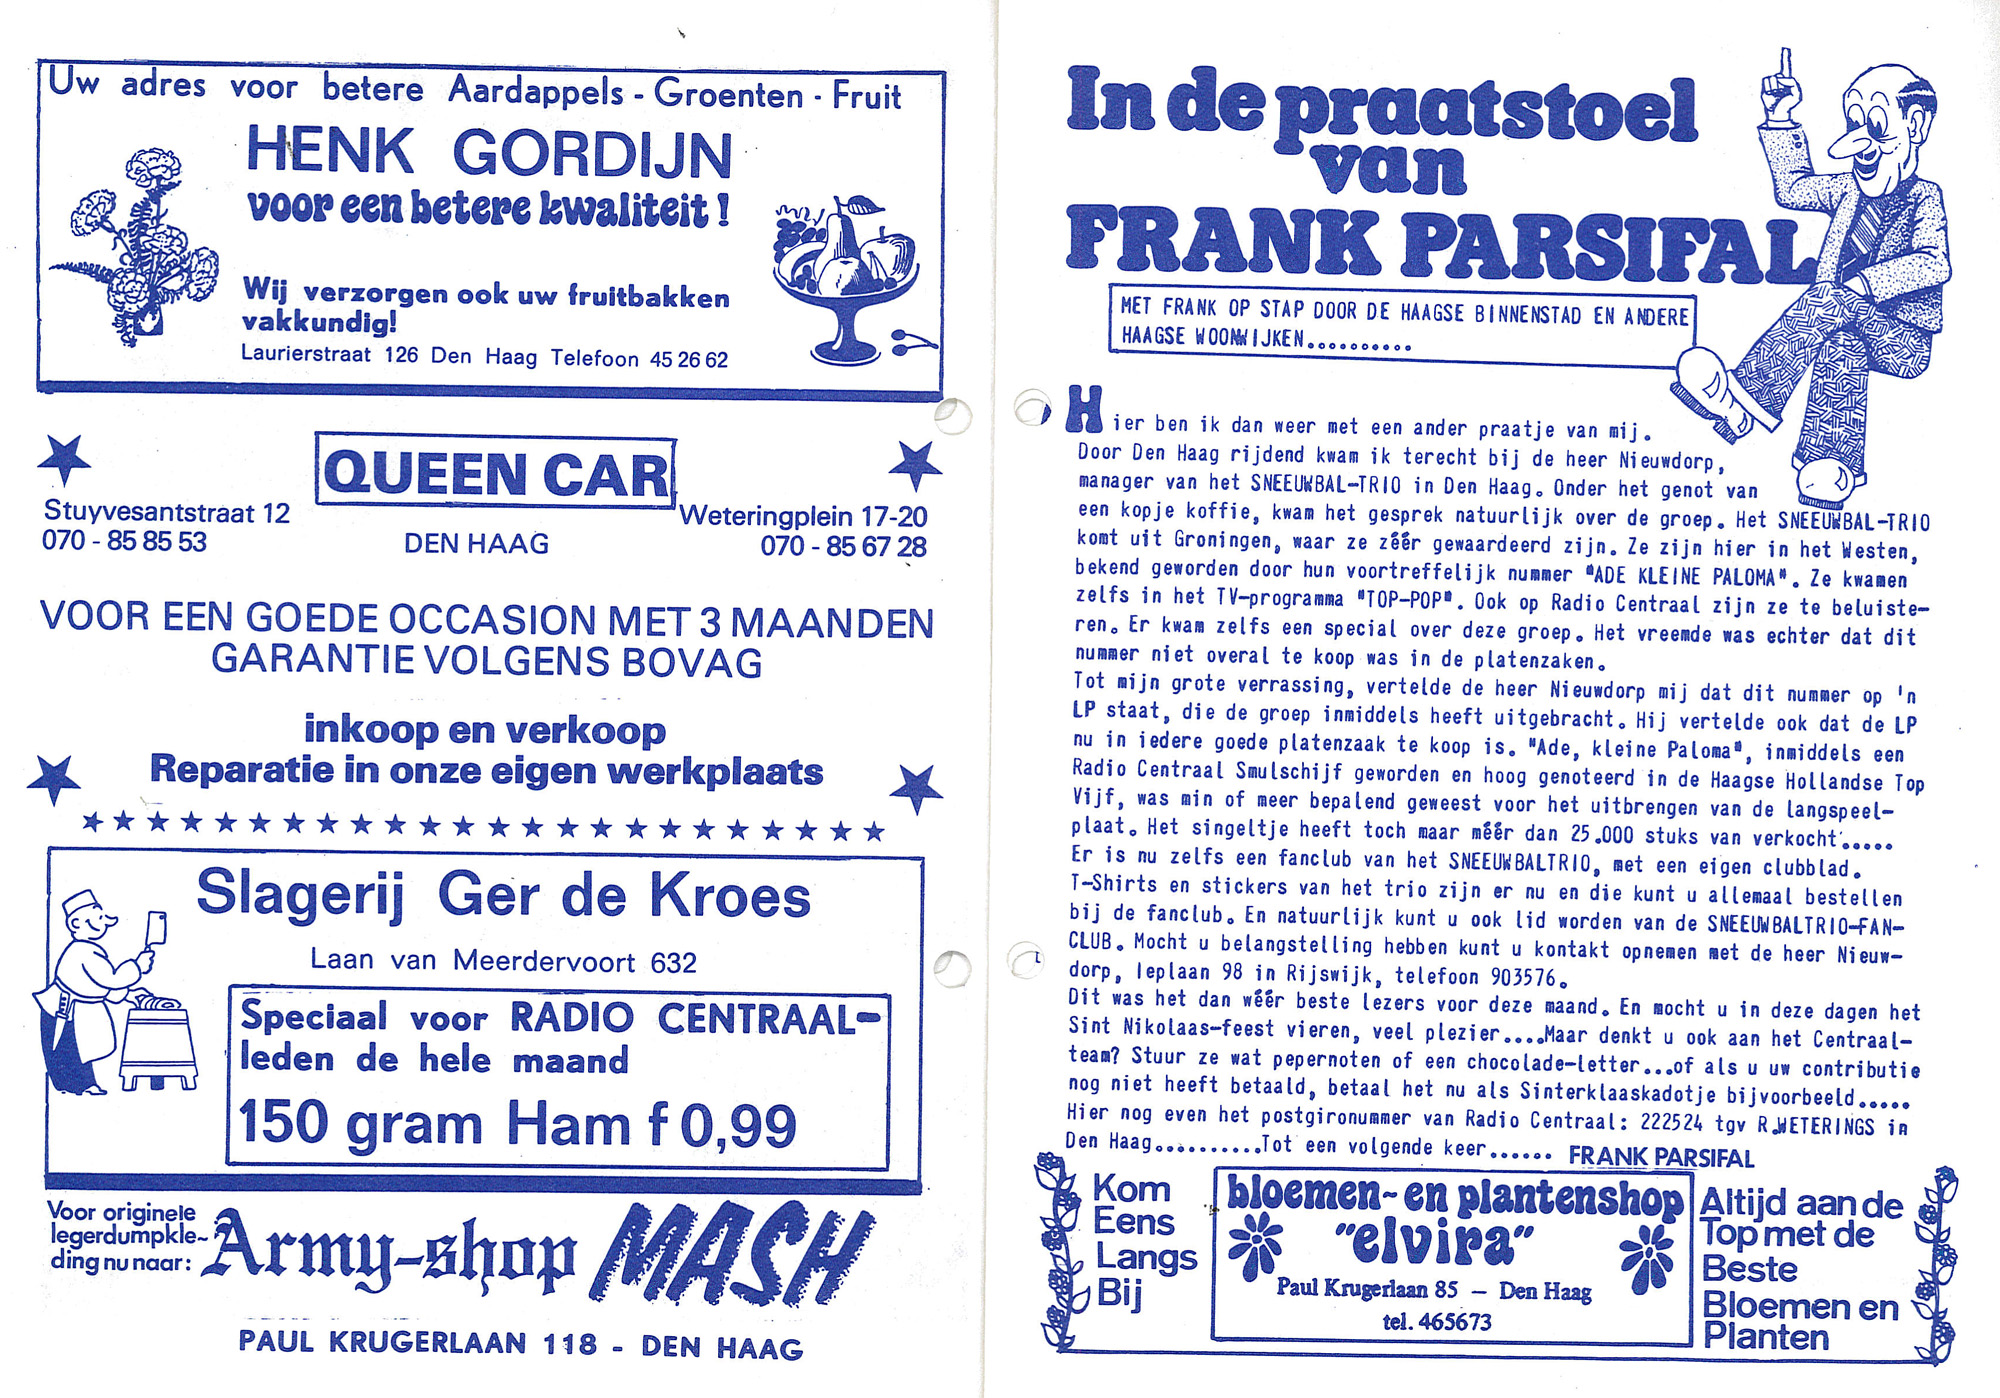 Uw adres voor betere Aardappels - Groenten - Fruit
HENK GORDIJN
voor een betere kwaliteit !
Wij verzorgen ook uw fruitbakken
vakkundig!
Laurierstraat 126 Den Haag Telefoon 45 26 62
QUEEN CAR
Stuyvesantstraat 12
070 - 85 85 53
DEN HAAG
Weteringplein 17-20
070 - 85 67 28
VOOR EEN GOEDE OCCASION MET 3 MAANDEN
GARANTIE VOLGENS BOVAG
inkoop en verkoop
Reparatie in onze eigen werkplaats
Slagerij Ger de Kroes
Laan van Meerdervoort 632
Speciaal voor RADIO CENTRAAL-
leden de hele maand
150 gram Ham f 0,99
Voor originele
legerdumpkle-
ding nu naar:
Army-shop MASH
PAUL KRUGERLAAN 118 - DEN HAAG
In de praatstoel
van
FRANK PARSIFAL
MET FRANK OP STAP DOOR DE HAAGSE BINNENSTAD EN ANDERE
HAAGSE WOONWIJKEN..........
Hier ben ik dan weer met een ander praatje van mij.
Door Den Haag rijdend kwam ik terecht bij de heer Nieuwdorp,
manager van het SNEEUWBAL-TRIO in Den Haag. Onder het genot van
een kopje koffie, kwam het gesprek natuurlijk over de groep. Het SNEEUWBAL-TRIO
komt uit Groningen, waar ze zéér gewaardeerd zijn. Ze zijn hier in het Westen,
bekend geworden door hun voortreffelijk nummer "ADE KLEINE PALOMA". Ze kwamen
zelfs in het TV-programma "TOP-POP". Ook op Radio Centraal zijn ze te beluiste-
ren. Er kwam zelfs een special over deze groep. Het vreemde was echter dat dit
nummer niet overal te koop was in de platenzaken.
Tot mijn grote verrassing, vertelde de heer Nieuwdorp mij dat dit nummer op 'n
LP staat, die de groep inmiddels heeft uitgebracht. Hij vertelde ook dat de LP
nu in iedere goede platenzaak te koop is. "Ade, kleine Paloma", inmiddels een
Radio Centraal Smulschijf geworden en hoog genoteerd in de Haagse Hollandse Top
Vijf, was min of meer bepalend geweest voor het uitbrengen van de langspeel-
plaat. Het singeltje heeft toch maar méér dan 25.000 stuks van verkocht.....
Er is nu zelfs een fanclub van het SNEEUWBALTRIO, met een eigen clubblad.
T-Shirts en stickers van het trio zijn er nu en die kunt u allemaal bestellen
bij de fanclub. En natuurlijk kunt u ook lid worden van de SNEEUWBALTRIO-FAN-
CLUB. Mocht u belangstelling hebben kunt u kontakt opnemen met de heer Nieuw-
dorp, Ieplaan 98 in Rijswijk, telefoon 903576.
Dit was het dan wéér beste lezers voor deze maand. En mocht u in deze dagen het
Sint Nikolaas-feest vieren, veel plezier....Maar denkt u ook aan het Centraal-
team? Stuur ze wat pepernoten of een chocolade-letter...of als u uw contributie
nog niet heeft betaald, betaal het nu als Sinterklaaskadotje bijvoorbeeld.....
Hier nog even het postgironummer van Radio Centraal: 222524 tgv R.WETERINGS in
Den Haag..........Tot een volgende keer...... FRANK PARSIFAL
Kom
Eens
Langs
Bij
bloemen- en plantenshop
"elvira"
Paul Krugerlaan 85 - Den Haag
tel. 465673
Altijd aan de
Top met de
Beste
Bloemen en
Planten